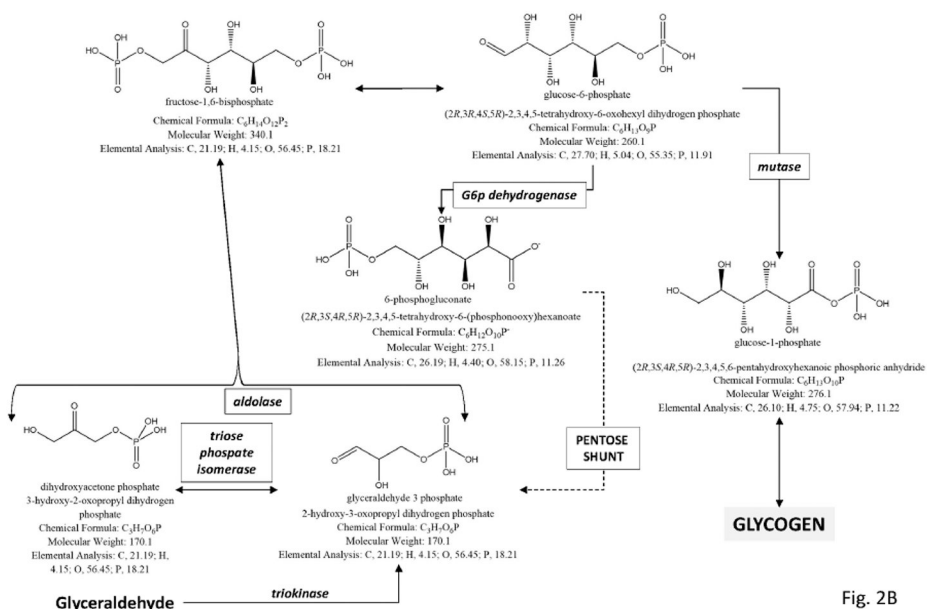 fructose-1,6-bisphosphate
Chemical Formula: C₆H₁₄O₁₂P₂
Molecular Weight: 340.1
Elemental Analysis: C, 21.19; H, 4.15; O, 56.45; P, 18.21
glucose-6-phosphate
(2R,3R,4S,5R)-2,3,4,5-tetrahydroxy-6-oxohexyl dihydrogen phosphate
Chemical Formula: C₆H₁₃O₉P
Molecular Weight: 260.1
Elemental Analysis: C, 27.70; H, 5.04; O, 55.35; P, 11.91
mutase
G6p dehydrogenase
6-phosphogluconate
(2R,3S,4R,5R)-2,3,4,5-tetrahydroxy-6-(phosphonooxy)hexanoate
Chemical Formula: C₆H₁₂O₁₀P⁻
Molecular Weight: 275.1
Elemental Analysis: C, 26.19; H, 4.40; O, 58.15; P, 11.26
glucose-1-phosphate
(2R,3S,4R,5R)-2,3,4,5,6-pentahydroxyhexanoic phosphoric anhydride
Chemical Formula: C₆H₁₃O₁₀P
Molecular Weight: 276.1
Elemental Analysis: C, 26.10; H, 4.75; O, 57.94; P, 11.22
aldolase
triose
phospate
isomerase
PENTOSE
SHUNT
dihydroxyacetone phosphate
3-hydroxy-2-oxopropyl dihydrogen
phosphate
Chemical Formula: C₃H₇O₆P
Molecular Weight: 170.1
Elemental Analysis: C, 21.19; H,
4.15; O, 56.45; P, 18.21
glyceraldehyde 3 phosphate
2-hydroxy-3-oxopropyl dihydrogen phosphate
Chemical Formula: C₃H₇O₆P
Molecular Weight: 170.1
Elemental Analysis: C, 21.19; H, 4.15; O, 56.45; P, 18.21
GLYCOGEN
Glyceraldehyde
triokinase
Fig. 2B